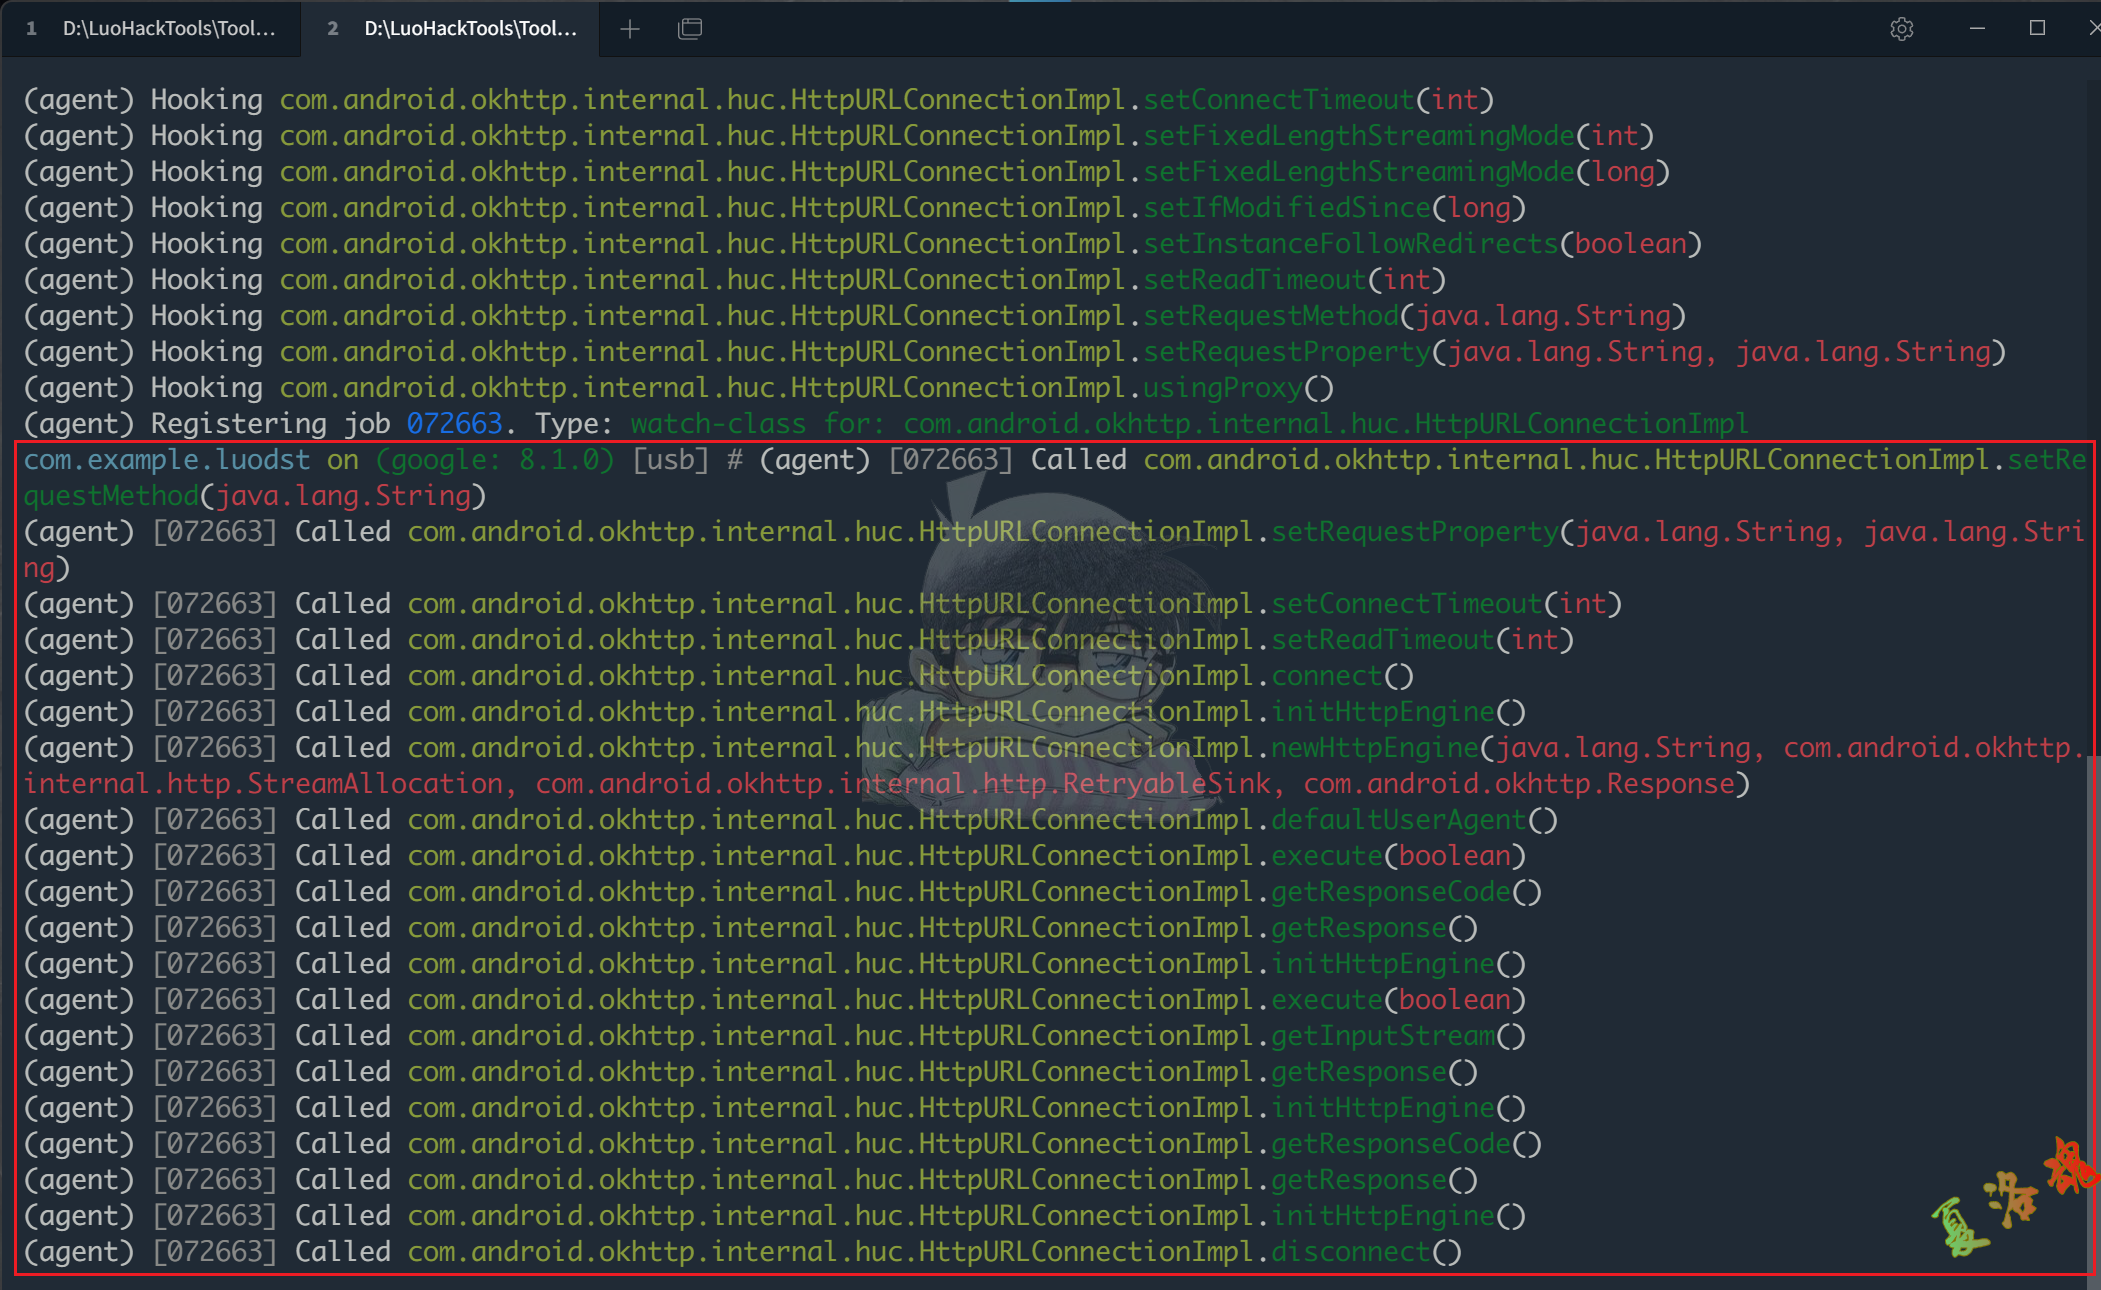 1 D:\LuoHackTools\Tool...
2 D:\LuoHackTools\Tool...
(agent) Hooking com.android.okhttp.internal.huc.HttpURLConnectionImpl.setConnectTimeout(int)
(agent) Hooking com.android.okhttp.internal.huc.HttpURLConnectionImpl.setFixedLengthStreamingMode(int)
(agent) Hooking com.android.okhttp.internal.huc.HttpURLConnectionImpl.setFixedLengthStreamingMode(long)
(agent) Hooking com.android.okhttp.internal.huc.HttpURLConnectionImpl.setIfModifiedSince(long)
(agent) Hooking com.android.okhttp.internal.huc.HttpURLConnectionImpl.setInstanceFollowRedirects(boolean)
(agent) Hooking com.android.okhttp.internal.huc.HttpURLConnectionImpl.setReadTimeout(int)
(agent) Hooking com.android.okhttp.internal.huc.HttpURLConnectionImpl.setRequestMethod(java.lang.String)
(agent) Hooking com.android.okhttp.internal.huc.HttpURLConnectionImpl.setRequestProperty(java.lang.String, java.lang.String)
(agent) Hooking com.android.okhttp.internal.huc.HttpURLConnectionImpl.usingProxy()
(agent) Registering job 072663. Type: watch-class for: com.android.okhttp.internal.huc.HttpURLConnectionImpl
com.example.luodst on (google: 8.1.0) [usb] # (agent) [072663] Called com.android.okhttp.internal.huc.HttpURLConnectionImpl.setRe
questMethod(java.lang.String)
(agent) [072663] Called com.android.okhttp.internal.huc.HttpURLConnectionImpl.setRequestProperty(java.lang.String, java.lang.Stri
ng)
(agent) [072663] Called com.android.okhttp.internal.huc.HttpURLConnectionImpl.setConnectTimeout(int)
(agent) [072663] Called com.android.okhttp.internal.huc.HttpURLConnectionImpl.setReadTimeout(int)
(agent) [072663] Called com.android.okhttp.internal.huc.HttpURLConnectionImpl.connect()
(agent) [072663] Called com.android.okhttp.internal.huc.HttpURLConnectionImpl.initHttpEngine()
(agent) [072663] Called com.android.okhttp.internal.huc.HttpURLConnectionImpl.newHttpEngine(java.lang.String, com.android.okhttp.
internal.http.StreamAllocation, com.android.okhttp.internal.http.RetryableSink, com.android.okhttp.Response)
(agent) [072663] Called com.android.okhttp.internal.huc.HttpURLConnectionImpl.defaultUserAgent()
(agent) [072663] Called com.android.okhttp.internal.huc.HttpURLConnectionImpl.execute(boolean)
(agent) [072663] Called com.android.okhttp.internal.huc.HttpURLConnectionImpl.getResponseCode()
(agent) [072663] Called com.android.okhttp.internal.huc.HttpURLConnectionImpl.getResponse()
(agent) [072663] Called com.android.okhttp.internal.huc.HttpURLConnectionImpl.initHttpEngine()
(agent) [072663] Called com.android.okhttp.internal.huc.HttpURLConnectionImpl.execute(boolean)
(agent) [072663] Called com.android.okhttp.internal.huc.HttpURLConnectionImpl.getInputStream()
(agent) [072663] Called com.android.okhttp.internal.huc.HttpURLConnectionImpl.getResponse()
(agent) [072663] Called com.android.okhttp.internal.huc.HttpURLConnectionImpl.initHttpEngine()
(agent) [072663] Called com.android.okhttp.internal.huc.HttpURLConnectionImpl.getResponseCode()
(agent) [072663] Called com.android.okhttp.internal.huc.HttpURLConnectionImpl.getResponse()
(agent) [072663] Called com.android.okhttp.internal.huc.HttpURLConnectionImpl.initHttpEngine()
(agent) [072663] Called com.android.okhttp.internal.huc.HttpURLConnectionImpl.disconnect()